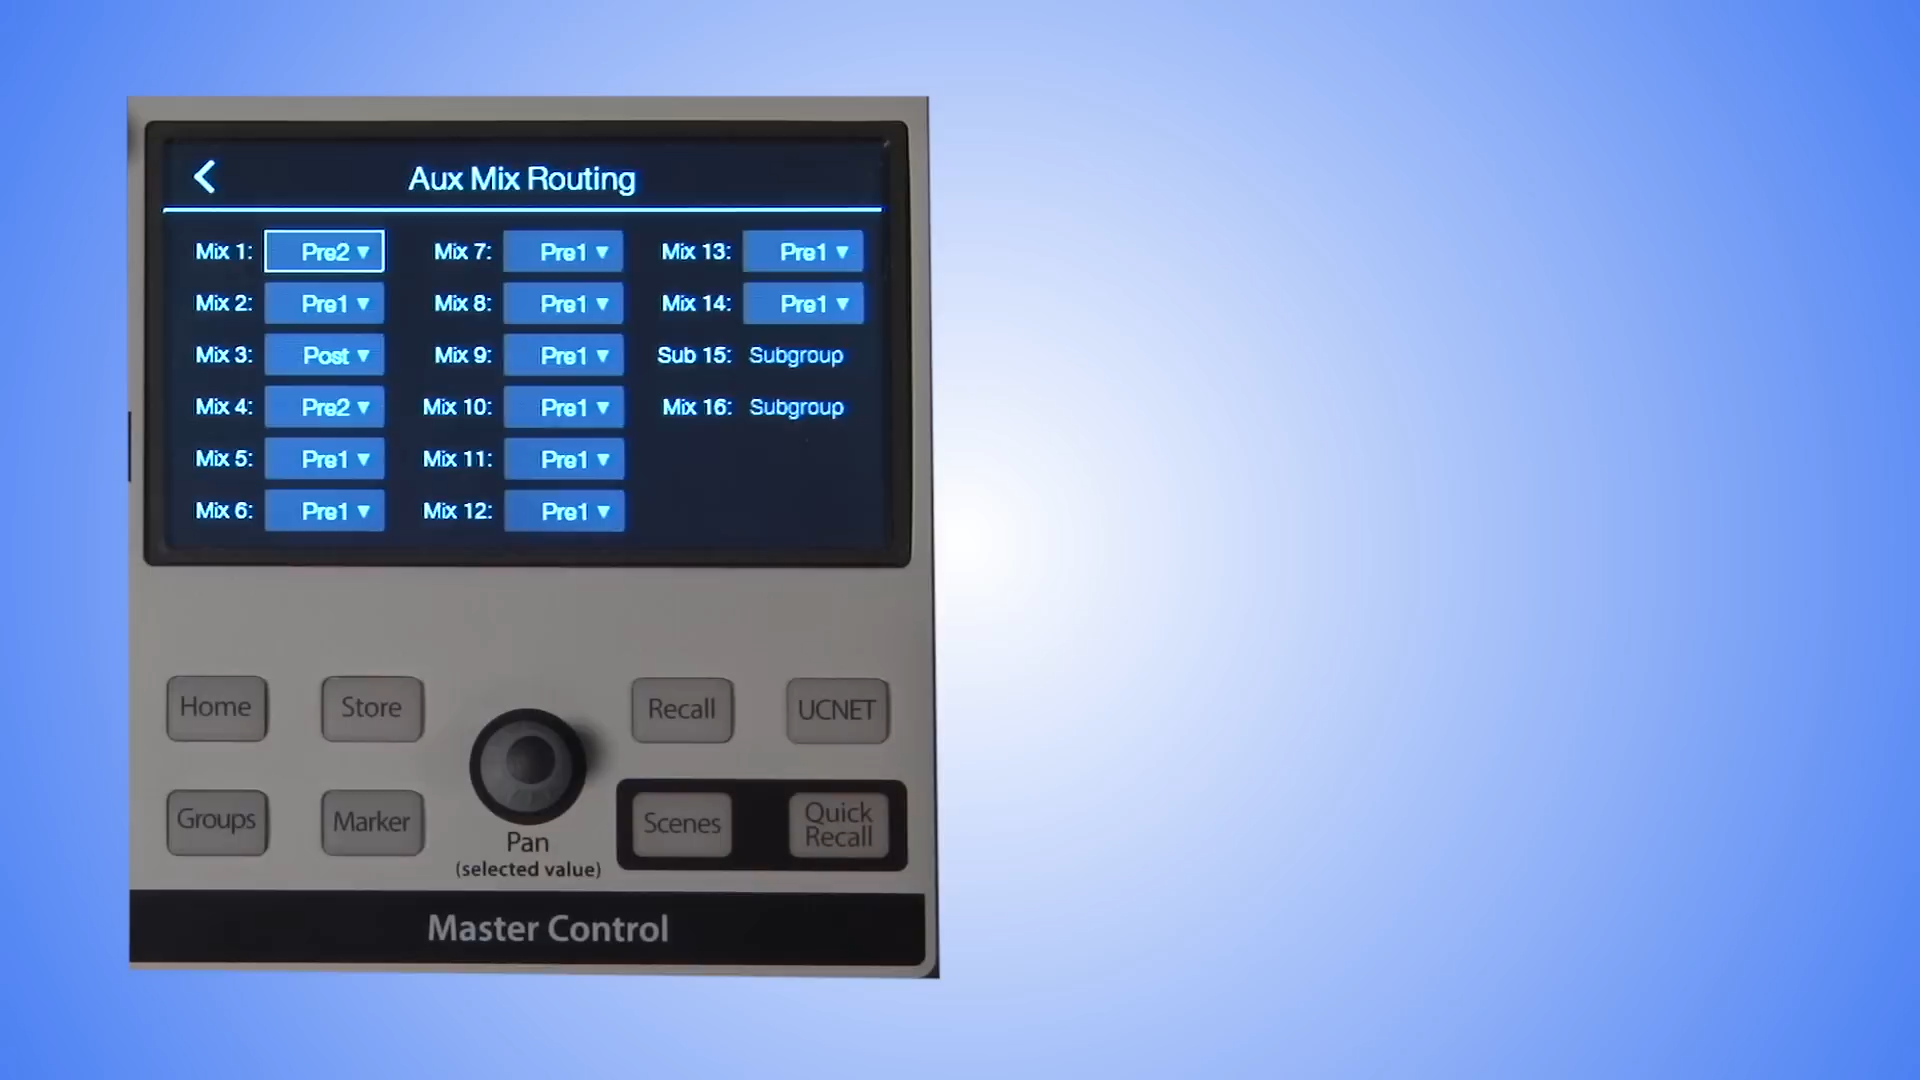 Aux Mix Routing
Mix 1: Pre2 ▼ Mix 7: Pre1 ▼ Mix 13: Pre1 ▼
Mix 2: Pre1 ▼ Mix 8: Pre1 ▼ Mix 14: Pre1 ▼
Mix 3: Post ▼ Mix 9: Pre1 ▼ Sub 15: Subgroup
Mix 4: Pre2 ▼ Mix 10: Pre1 ▼ Mix 16: Subgroup
Mix 5: Pre1 ▼ Mix 11: Pre1 ▼
Mix 6: Pre1 ▼ Mix 12: Pre1 ▼
Home Store Recall UCNET
Groups Marker Scenes Quick Recall
Pan
(selected value)
Master Control